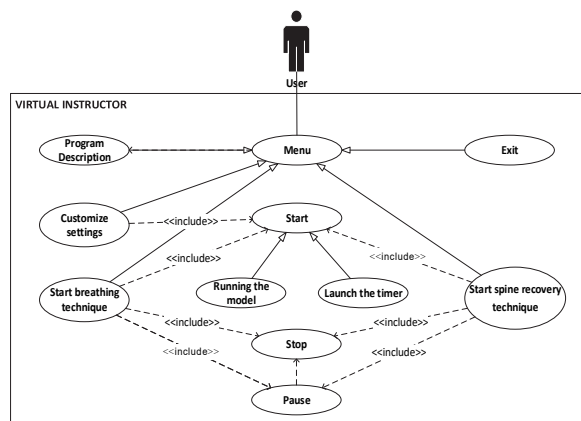 User
VIRTUAL INSTRUCTOR
Program
Description
Menu
Exit
Customize
settings
<<include>>
Start
<<include>>
<<include>>
Start breathing
technique
Running the
model
Launch the timer
Start spine recovery
technique
<<include>>
<<include>>
Stop
<<include>>
<<include>>
Pause